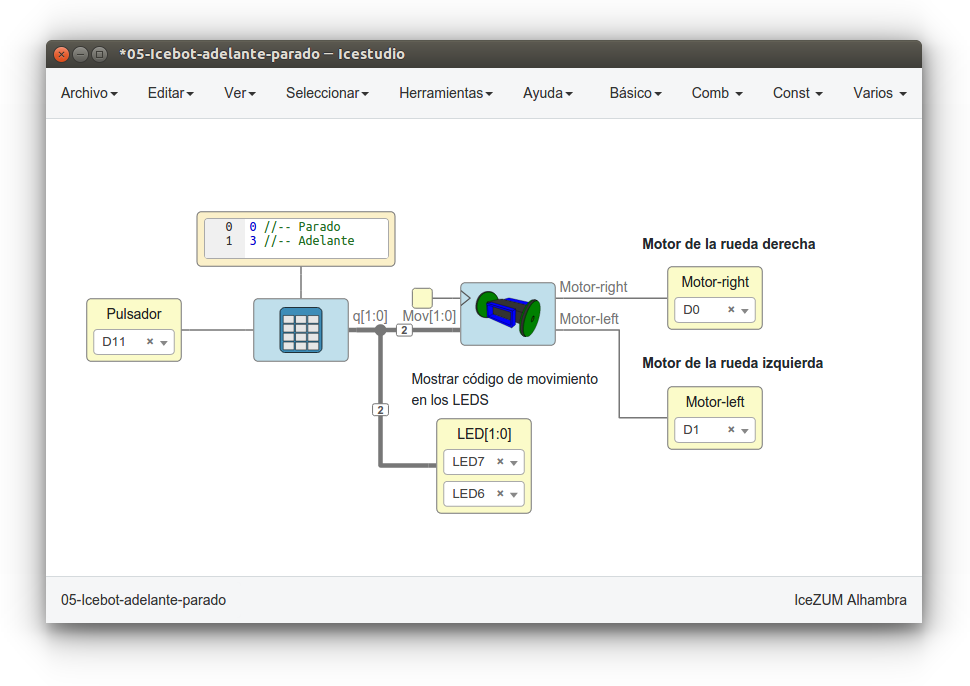 *05-Icebot-adelante-parado — Icestudio
Archivo Editar Ver Seleccionar Herramientas Ayuda Básico Comb Const Varios
0 0 //-- Parado
1 3 //-- Adelante
Motor de la rueda derecha
Motor-right
D0
Motor-right
Pulsador
D11
q[1:0]
Mov[1:0]
2
Motor-left
Motor de la rueda izquierda
Motor-left
D1
Mostrar código de movimiento
en los LEDS
2
LED[1:0]
LED7
LED6
05-Icebot-adelante-parado
IceZUM Alhambra